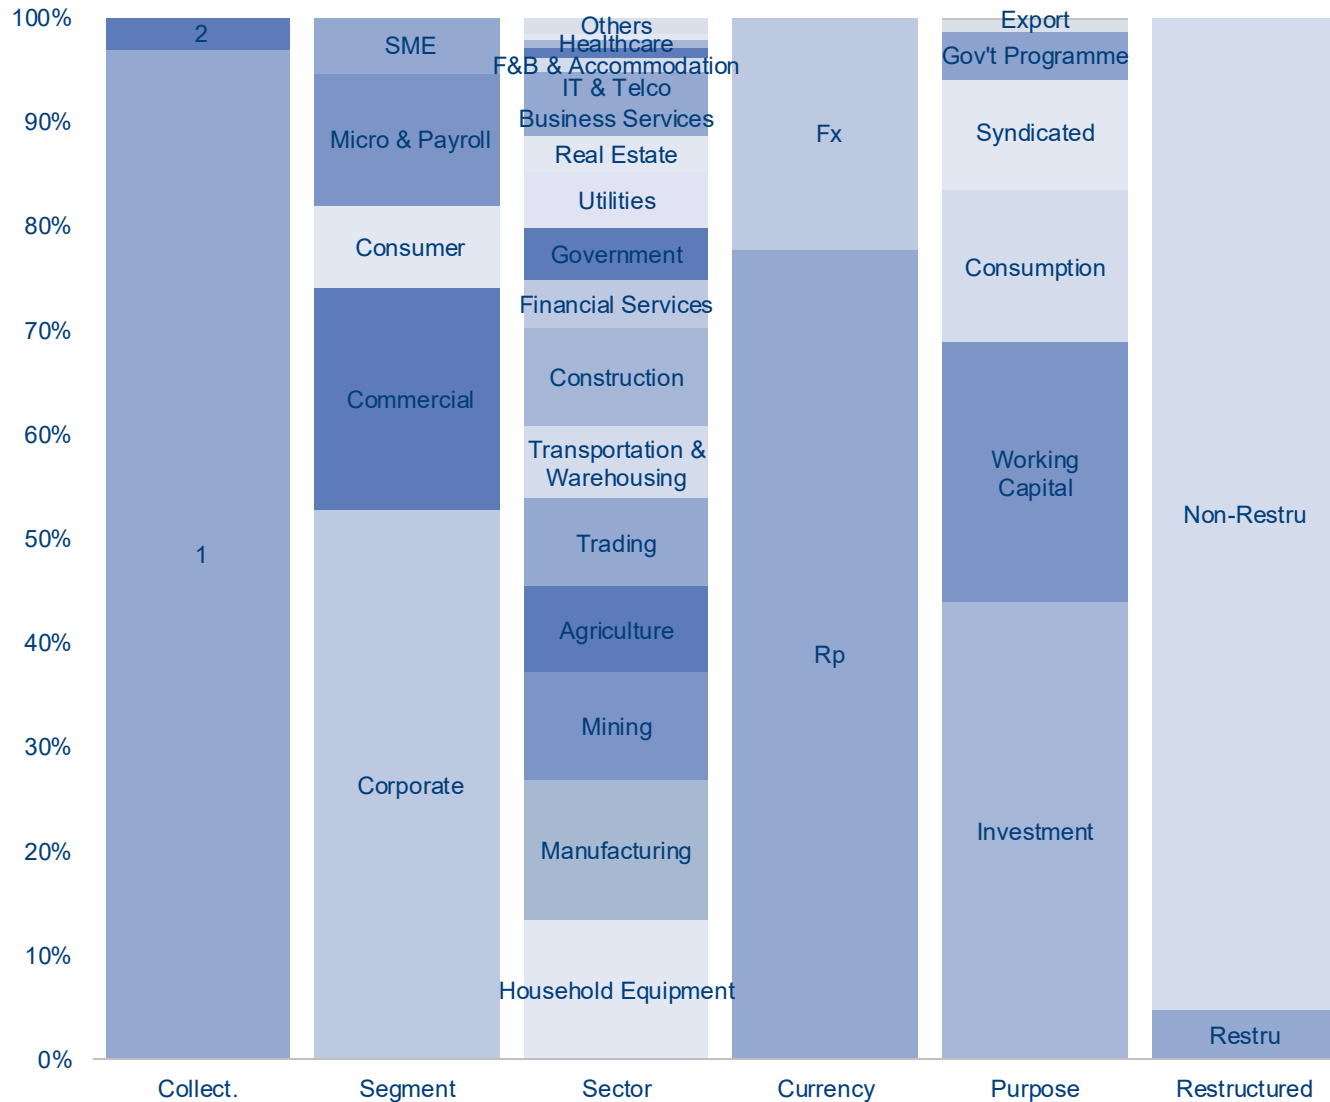 100%
90%
80%
70%
60%
50%
40%
30%
20%
10%
0%
2
1
SME
Micro & Payroll
Consumer
Commercial
Corporate
Others
Healthcare
F&B & Accommodation
IT & Telco
Business Services
Real Estate
Utilities
Government
Financial Services
Construction
Transportation &
Warehousing
Trading
Agriculture
Mining
Manufacturing
Household Equipment
Fx
Rp
Export
Gov't Programme
Syndicated
Consumption
Working
Capital
Investment
Non-Restru
Restru
Collect.
Segment
Sector
Currency
Purpose
Restructured